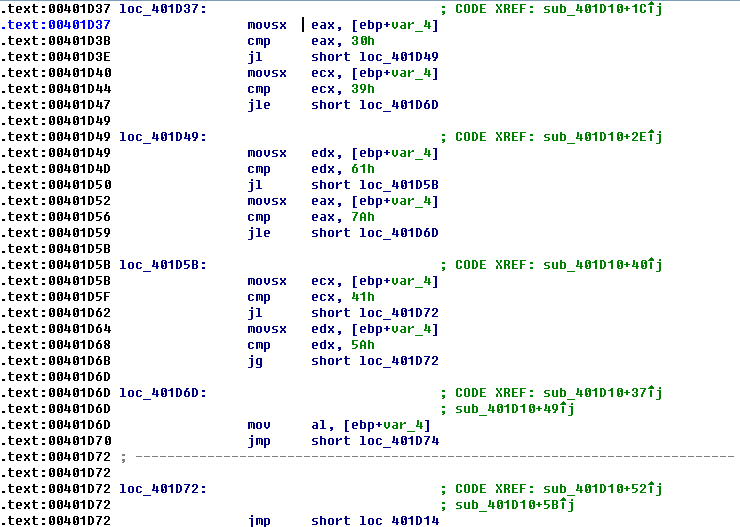 .text:00401D37 loc_401D37: ; CODE XREF: sub_401D10+1C↑j
.text:00401D37 movsx eax, [ebp+var_4]
.text:00401D3B cmp eax, 30h
.text:00401D3E jl short loc_401D49
.text:00401D40 movsx ecx, [ebp+var_4]
.text:00401D44 cmp ecx, 39h
.text:00401D47 jle short loc_401D6D
.text:00401D49
.text:00401D49 loc_401D49: ; CODE XREF: sub_401D10+2E↑j
.text:00401D49 movsx edx, [ebp+var_4]
.text:00401D4D cmp edx, 61h
.text:00401D50 jl short loc_401D5B
.text:00401D52 movsx eax, [ebp+var_4]
.text:00401D56 cmp eax, 7Ah
.text:00401D59 jle short loc_401D6D
.text:00401D5B
.text:00401D5B loc_401D5B: ; CODE XREF: sub_401D10+40↑j
.text:00401D5B movsx ecx, [ebp+var_4]
.text:00401D5F cmp ecx, 41h
.text:00401D62 jl short loc_401D72
.text:00401D64 movsx edx, [ebp+var_4]
.text:00401D68 cmp edx, 5Ah
.text:00401D6B jg short loc_401D72
.text:00401D6D
.text:00401D6D loc_401D6D: ; CODE XREF: sub_401D10+37↑j
.text:00401D6D ; sub_401D10+49↑j
.text:00401D6D mov al, [ebp+var_4]
.text:00401D70 jmp short loc_401D74
.text:00401D72 ; ---------------------------------------------------------------------------
.text:00401D72
.text:00401D72 loc_401D72: ; CODE XREF: sub_401D10+52↑j
.text:00401D72 ; sub_401D10+5B↑j
.text:00401D72 jmp short loc_401D14